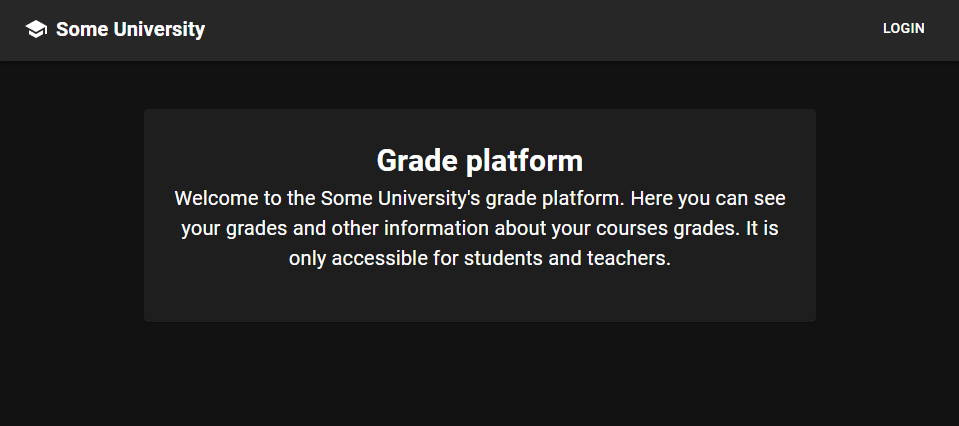 Some University
LOGIN
Grade platform
Welcome to the Some University's grade platform. Here you can see
your grades and other information about your courses grades. It is
only accessible for students and teachers.